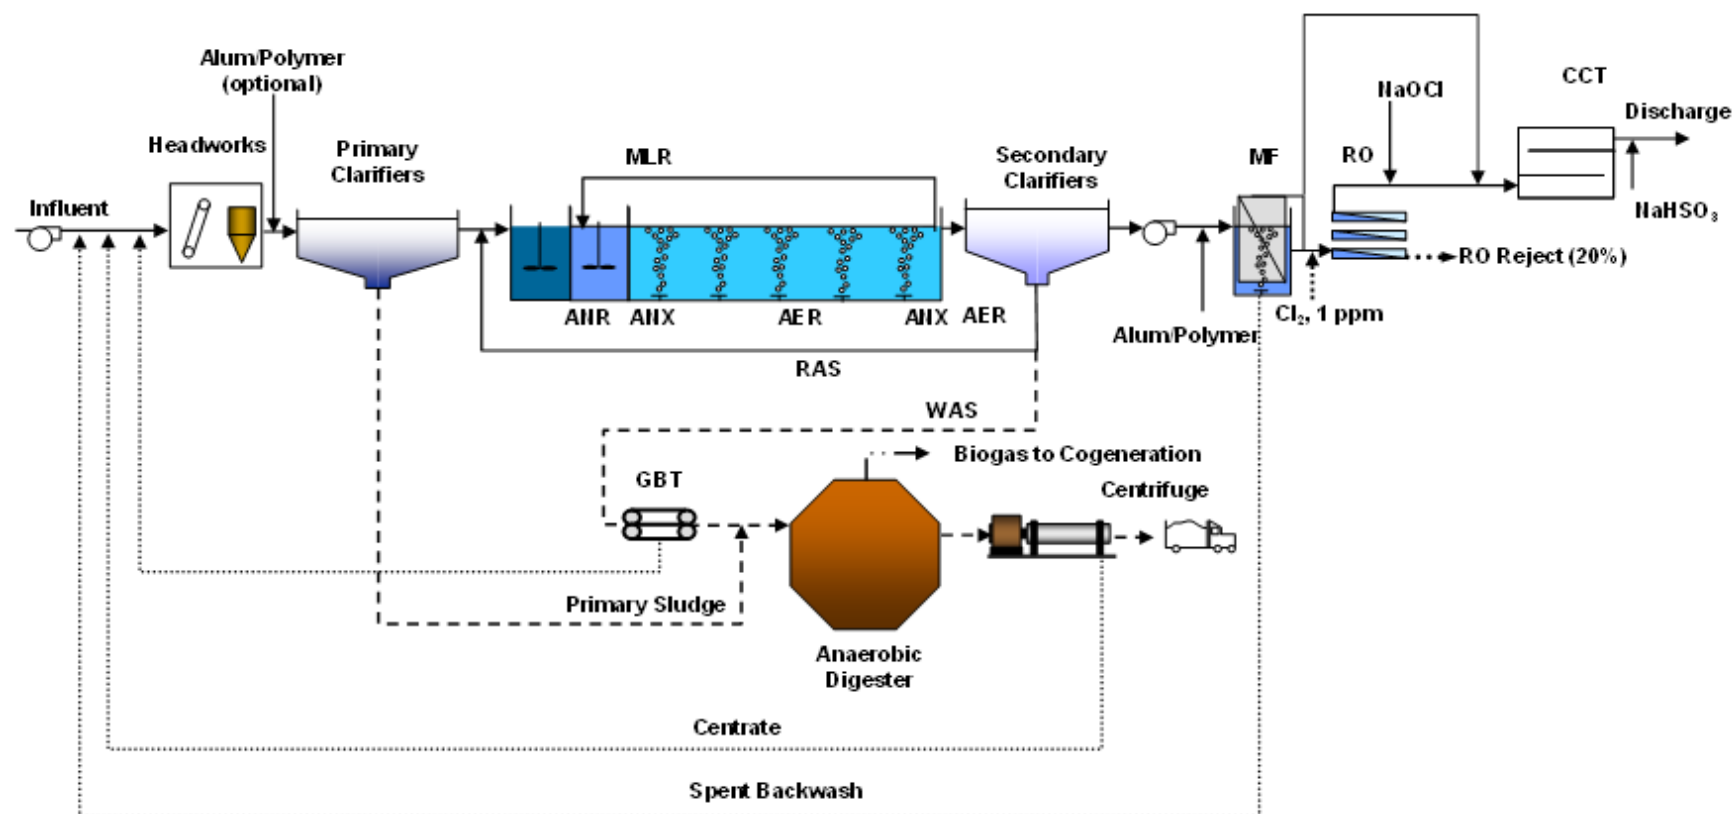 Alum/Polymer
(optional)
Headworks
Primary
Clarifiers
MLR
Secondary
Clarifiers
MF
NaOCl
RO
CCT
Discharge
NaHSO₃
Influent
RO Reject (20%)
Cl₂, 1 ppm
Alum/Polymer
ANR
ANX
AER
ANX
AER
RAS
WAS
Biogas to Cogeneration
GBT
Centrifuge
Primary Sludge
Anaerobic
Digester
Centrate
Spent Backwash